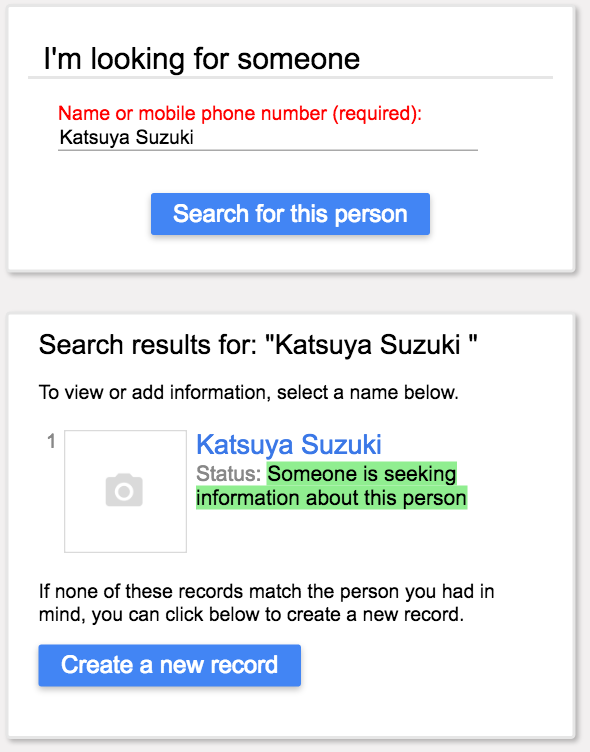 I'm looking for someone
Name or mobile phone number (required):
Katsuya Suzuki
Search for this person
Search results for: "Katsuya Suzuki "
To view or add information, select a name below.
1
Katsuya Suzuki
Status: Someone is seeking
information about this person
If none of these records match the person you had in
mind, you can click below to create a new record.
Create a new record